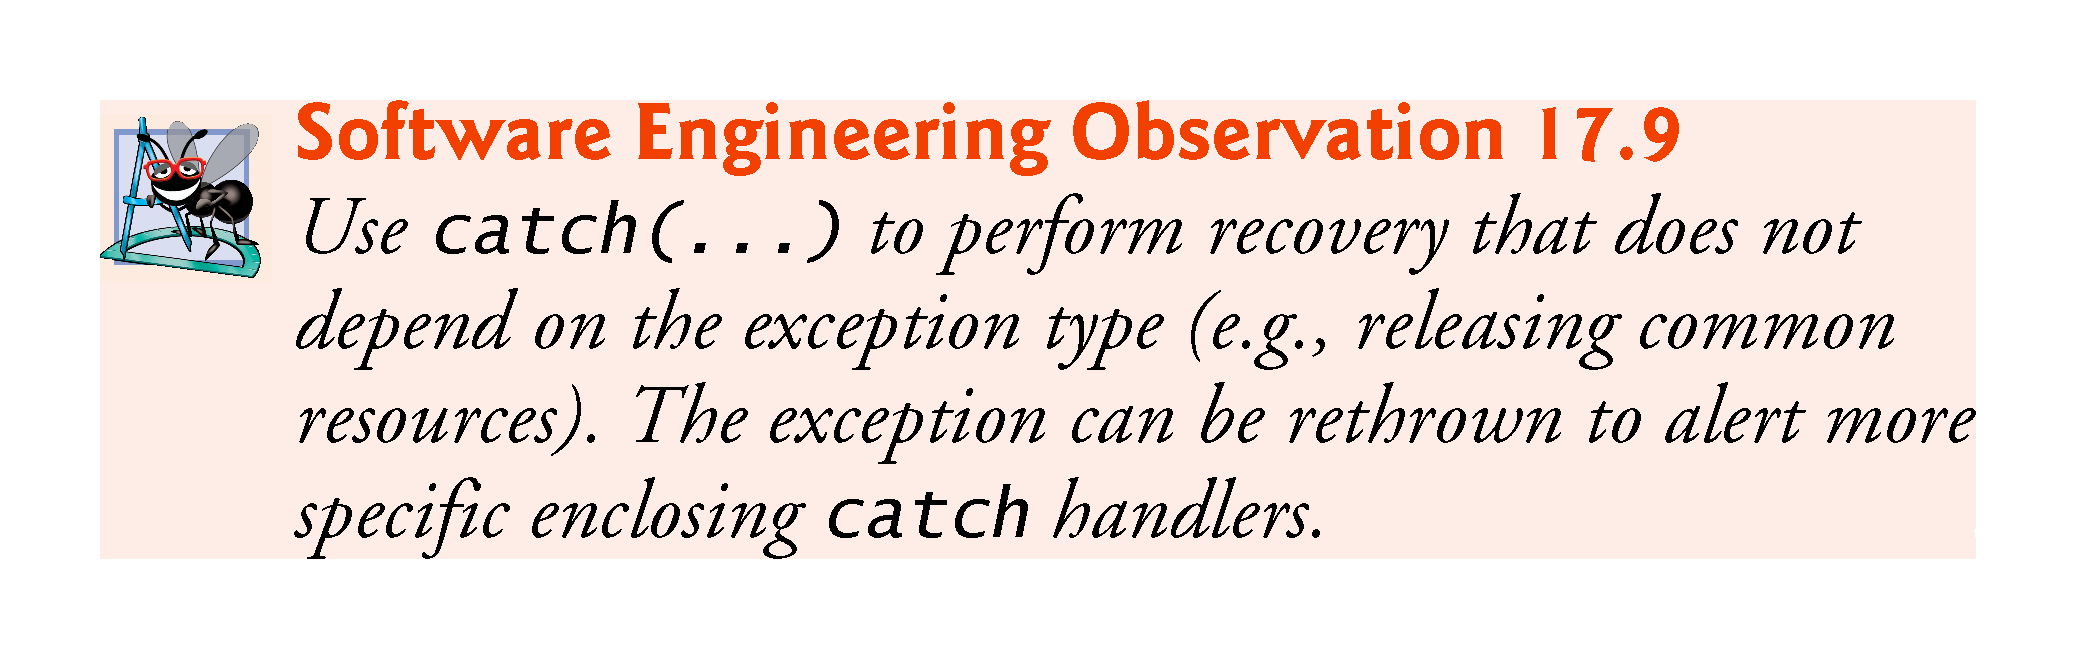 Software Engineering Observation 17.9
Use catch(...) to perform recovery that does not
depend on the exception type (e.g., releasing common
resources). The exception can be rethrown to alert more
specific enclosing catch handlers.